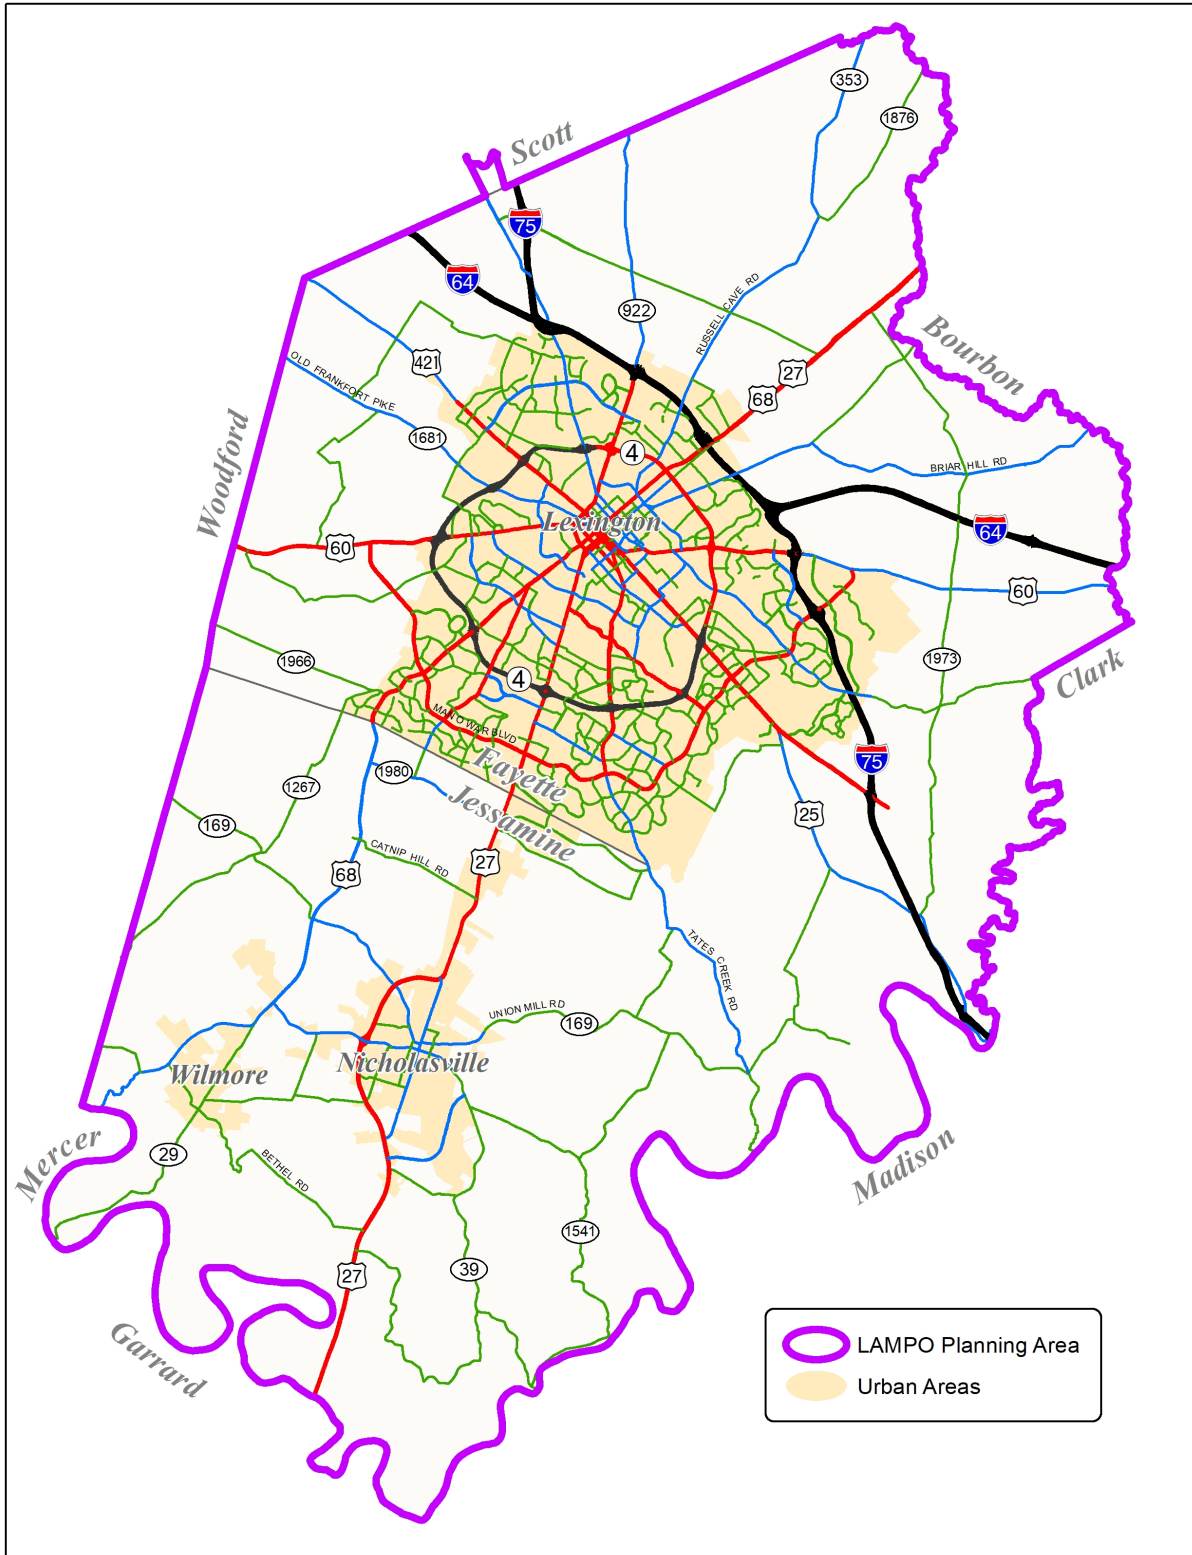 353
1876
Scott
75
64
922
RUSSELL CAVE RD
Bourbon
421
27
68
OLD FRANKFORT PIKE
1681
4
Woodford
BRIAR HILL RD
Lexington
64
60
60
1966
1973
4
Clark
MAN O WAR BLVD
Fayette
75
1980
1267
Jessamine
25
169
CATNIP HILL RD
27
68
TATES CREEK RD
UNION MILL RD
169
Nicholasville
Wilmore
Mercer
29
BETHEL RD
Madison
1541
39
27
Garrard
LAMPO Planning Area
Urban Areas